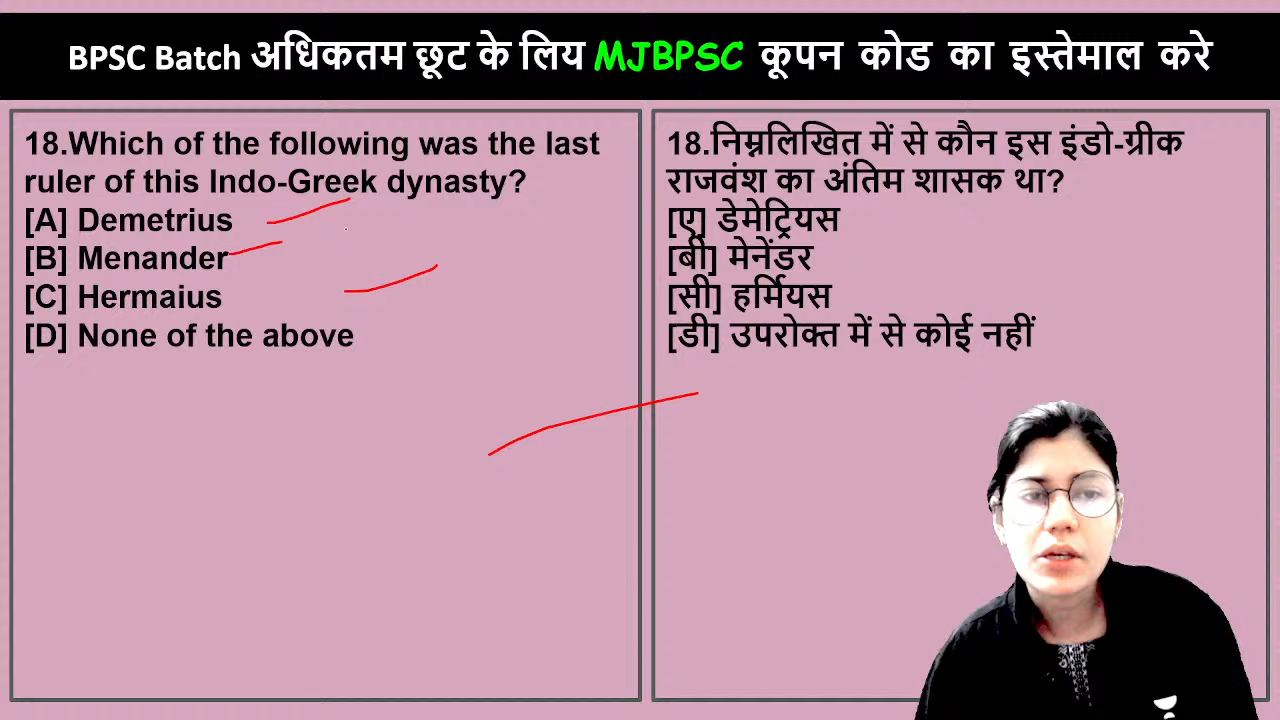 BPSC Batch अधिकतम छूट के लिय MJBPSC कूपन कोड का इस्तेमाल करे
18.Which of the following was the last
ruler of this Indo-Greek dynasty?
[A] Demetrius
[B] Menander
[C] Hermaius
[D] None of the above
18.निम्नलिखित में से कौन इस इंडो-ग्रीक
राजवंश का अंतिम शासक था?
[ए] डेमेट्रियस
[बी] मेनेंडर
[सी] हर्मियस
[डी] उपरोक्त में से कोई नहीं